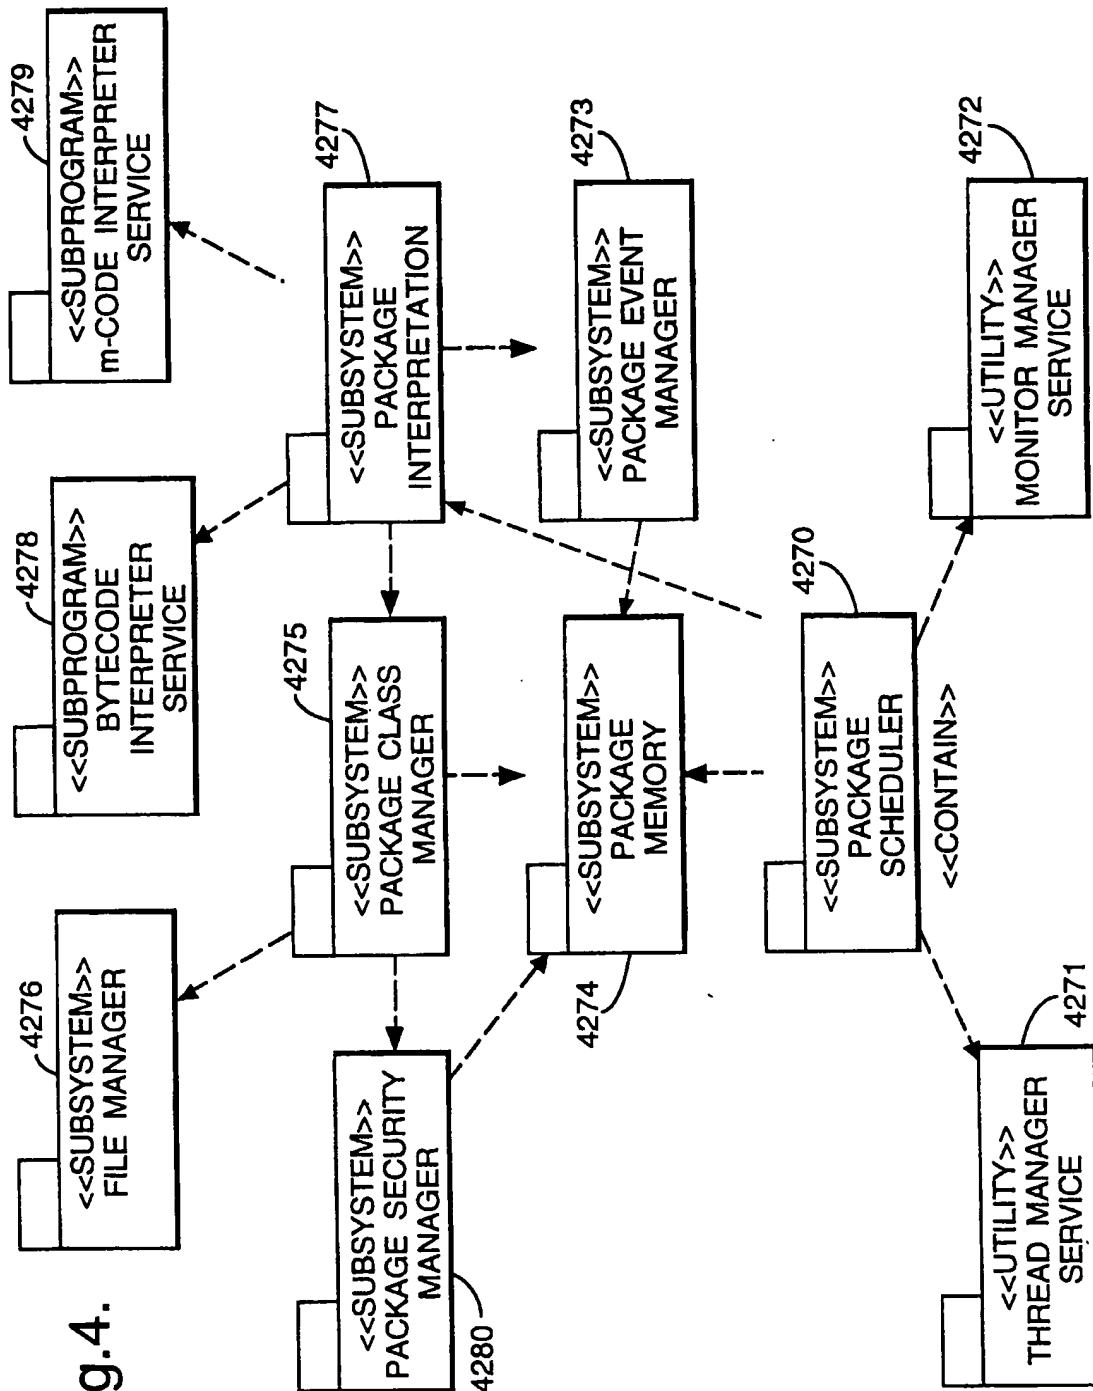 g.4.
4276
<<SUBSYSTEM>>
FILE MANAGER
4278
<<SUBPROGRAM>>
BYTECODE
INTERPRETER
SERVICE
4279
<<SUBPROGRAM>>
m-CODE INTERPRETER
SERVICE
4280
<<SUBSYSTEM>>
PACKAGE SECURITY
MANAGER
4275
<<SUBSYSTEM>>
PACKAGE CLASS
MANAGER
4277
<<SUBSYSTEM>>
PACKAGE
INTERPRETATION
4274
<<SUBSYSTEM>>
PACKAGE
MEMORY
4273
<<SUBSYSTEM>>
PACKAGE EVENT
MANAGER
4270
<<SUBSYSTEM>>
PACKAGE
SCHEDULER
<<CONTAIN>>
4271
<<UTILITY>>
THREAD MANAGER
SERVICE
4272
<<UTILITY>>
MONITOR MANAGER
SERVICE